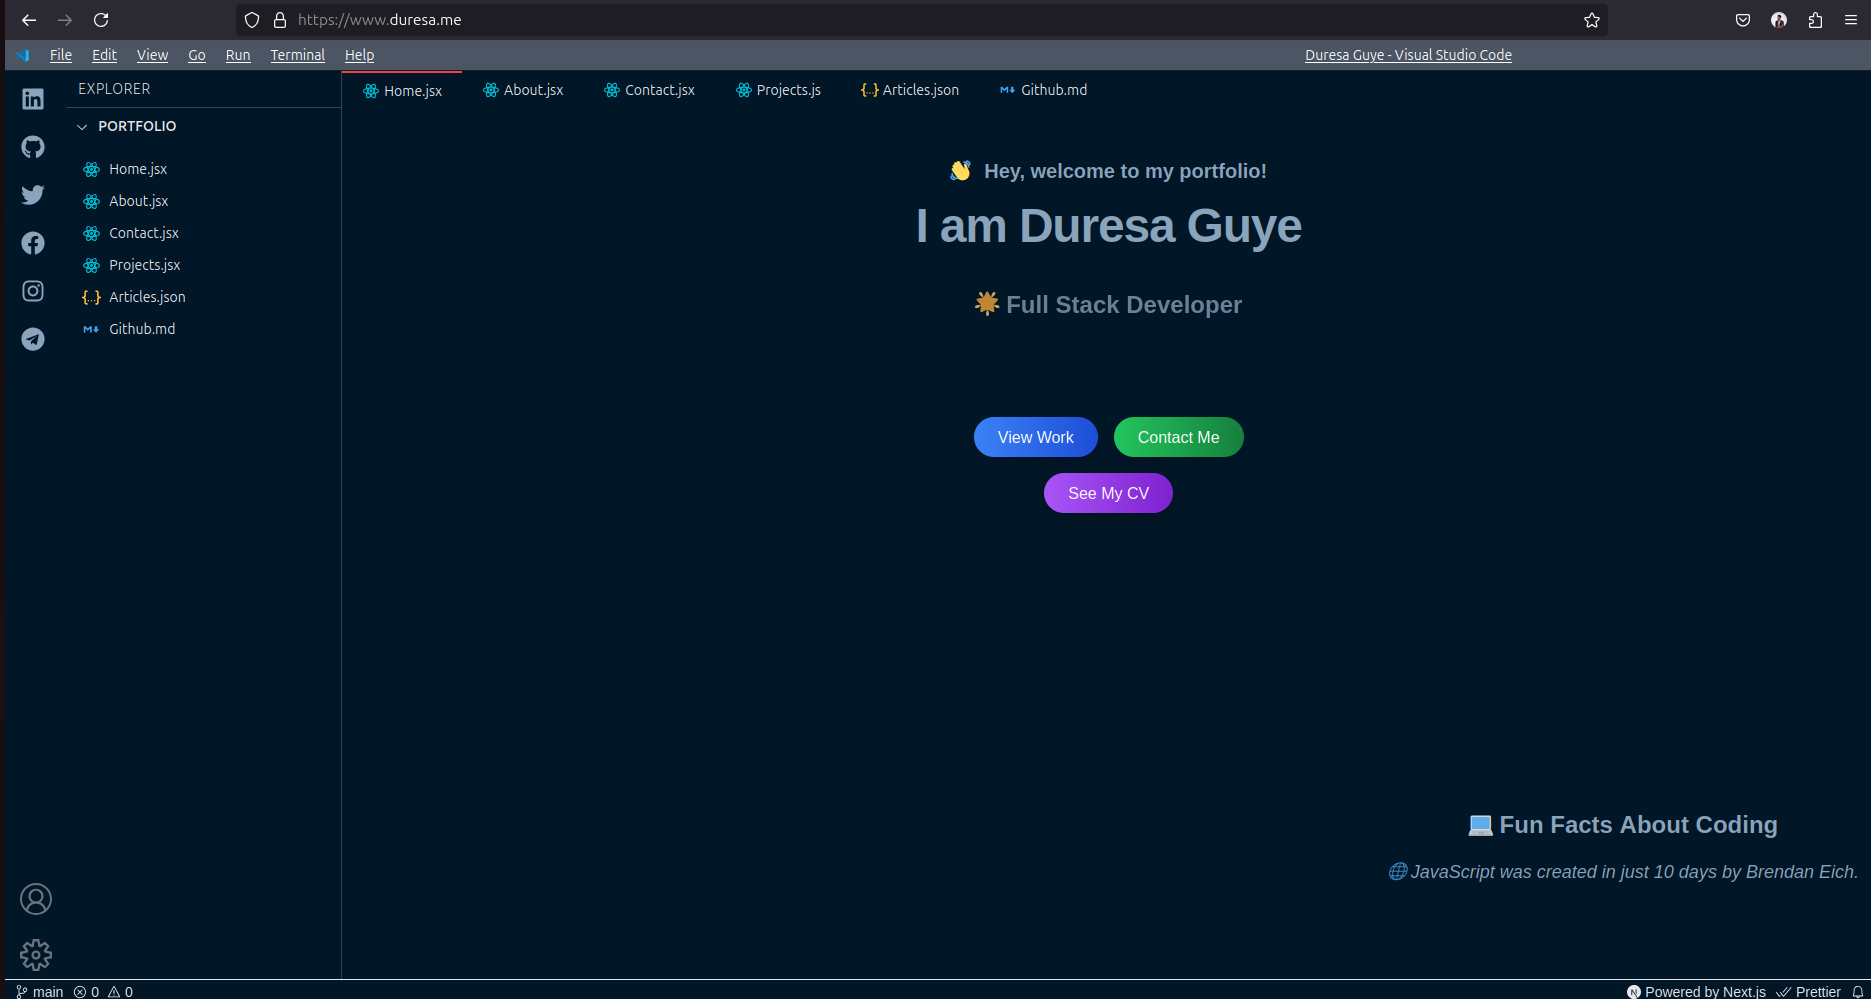 https://www.duresa.me
File Edit View Go Run Terminal Help
Duresa Guye - Visual Studio Code
EXPLORER
PORTFOLIO
Home.jsx
About.jsx
Contact.jsx
Projects.jsx
Articles.json
Github.md
Home.jsx About.jsx Contact.jsx Projects.js {...} Articles.json Github.md
Hey, welcome to my portfolio!
I am Duresa Guye
Full Stack Developer
View Work Contact Me
See My CV
Fun Facts About Coding
JavaScript was created in just 10 days by Brendan Eich.
main 0 0
Powered by Next.js Prettier